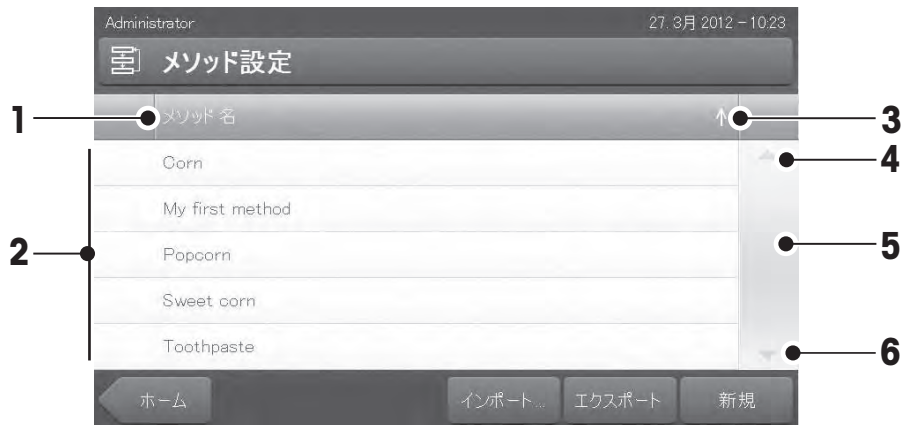 Administrator 27. 3月 2012 - 10:23
メソッド設定
1 メソッド 名 ↑ 3
Corn 4
My first method
2 Popcorn 5
Sweet corn
Toothpaste 6
ホーム インポート... エクスポート 新規